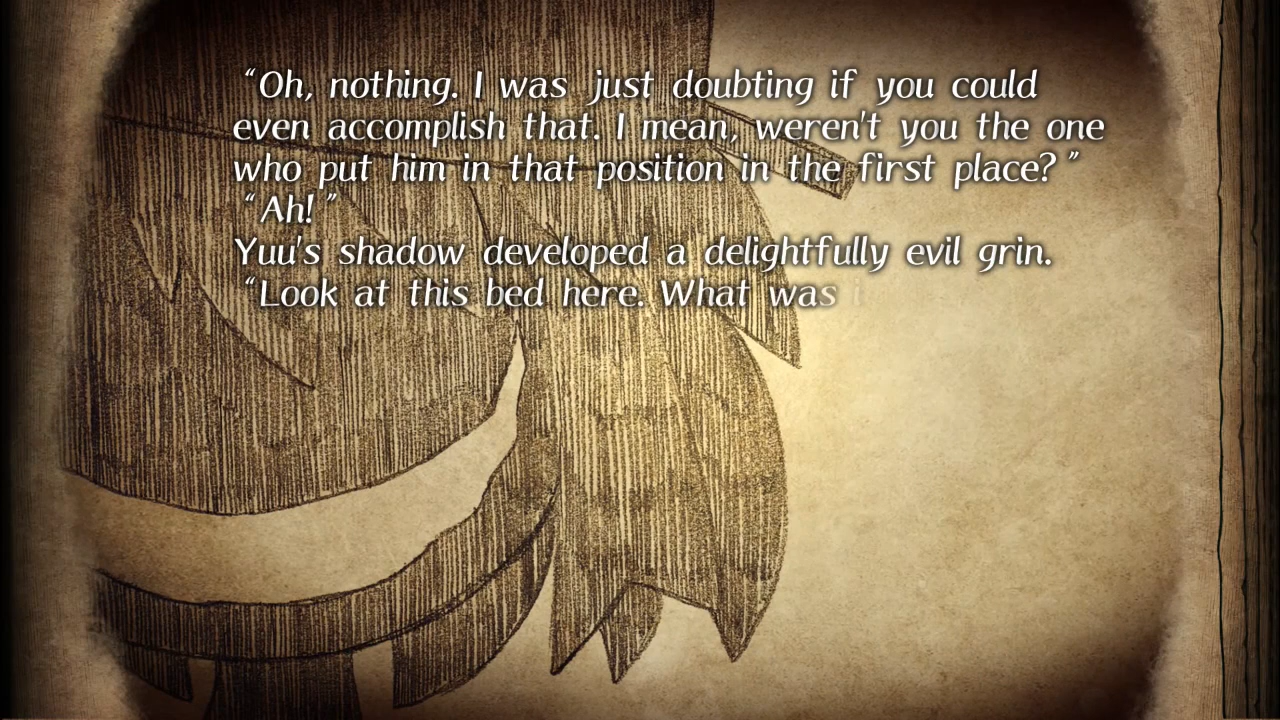 “Oh, nothing. I was just doubting if you could
even accomplish that. I mean, weren't you the one
who put him in that position in the first place?”
“Ah!”
Yuu's shadow developed a delightfully evil grin.
“Look at this bed here. What was